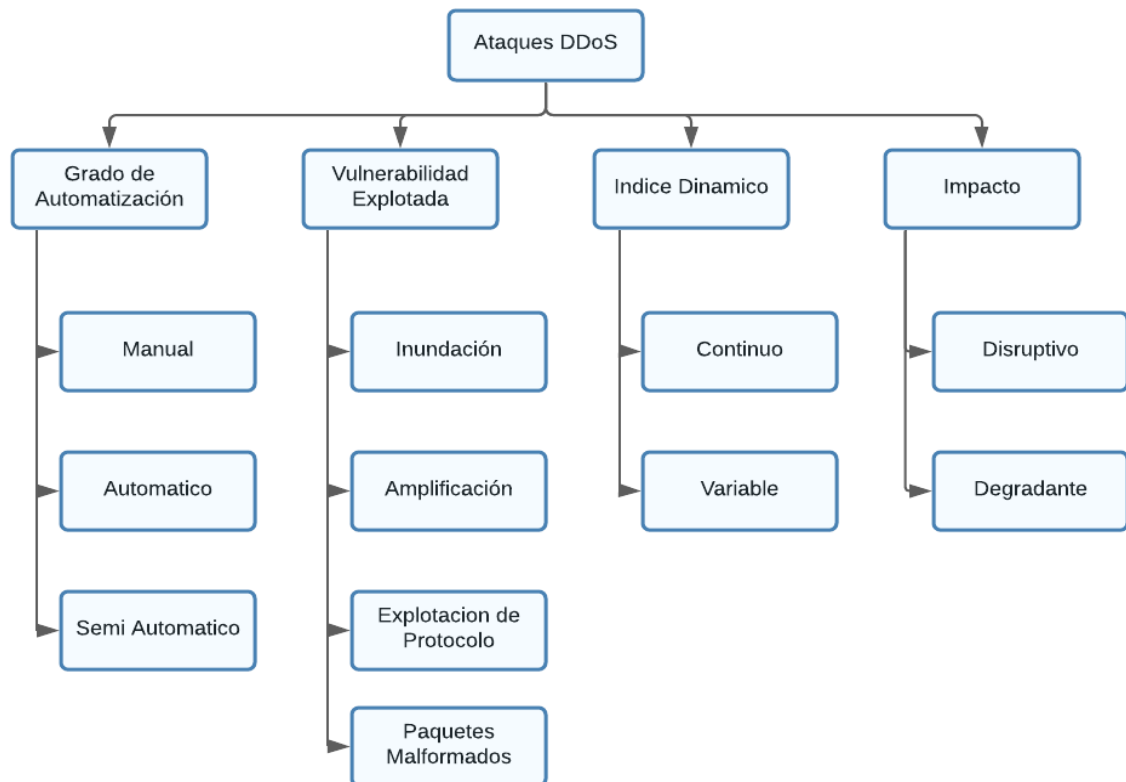 Ataques DDoS
Grado de
Automatización
Vulnerabilidad
Explotada
Indice Dinamico
Impacto
Manual
Inundación
Continuo
Disruptivo
Automatico
Amplificación
Variable
Degradante
Semi Automatico
Explotacion de
Protocolo
Paquetes
Malformados